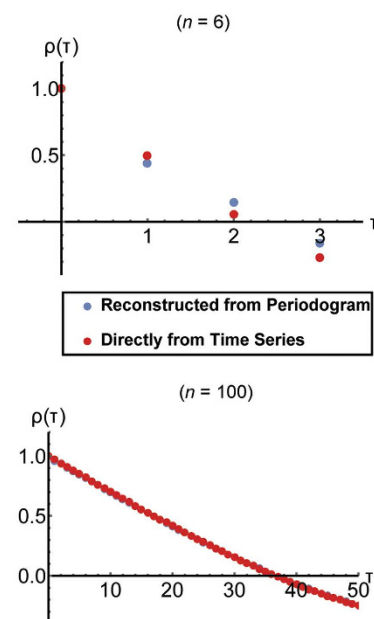 (n = 6)
ρ(τ)
1.0
0.5
1 2 3 τ
Reconstructed from Periodogram
Directly from Time Series
(n = 100)
ρ(τ)
1.0
0.5
0.0
10 20 30 40 50 τ